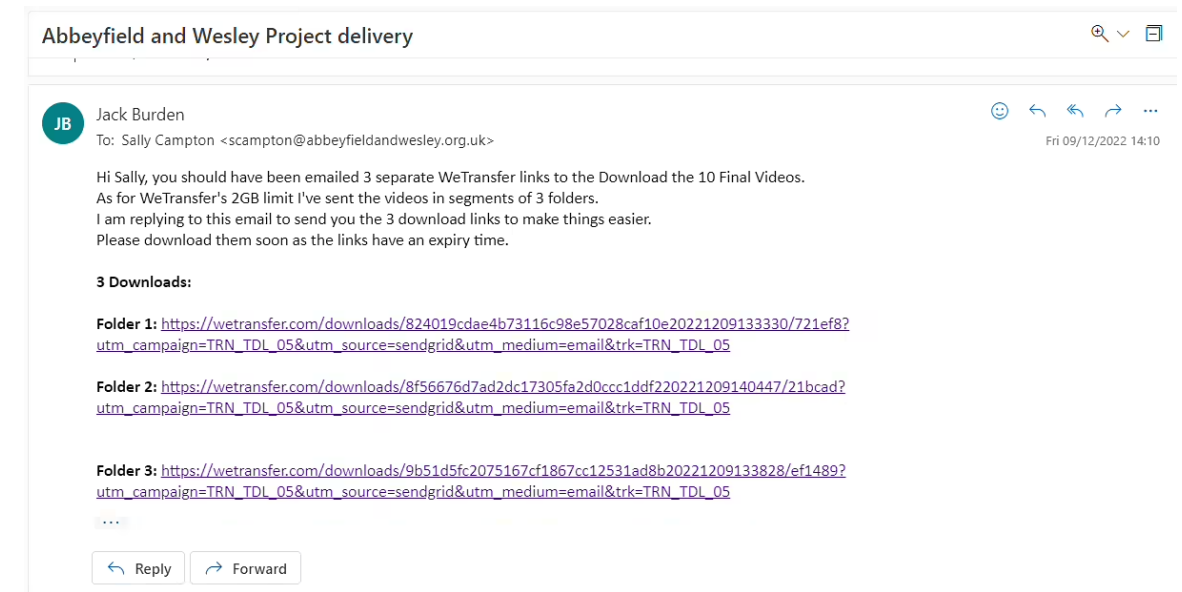 Abbeyfield and Wesley Project delivery
JB
Jack Burden
To: Sally Campton <scampton@abbeyfieldandwesley.org.uk>
Fri 09/12/2022 14:10
Hi Sally, you should have been emailed 3 separate WeTransfer links to the Download the 10 Final Videos.
As for WeTransfer's 2GB limit I've sent the videos in segments of 3 folders.
I am replying to this email to send you the 3 download links to make things easier.
Please download them soon as the links have an expiry time.
3 Downloads:
Folder 1: https://wetransfer.com/downloads/824019cdae4b73116c98e57028caf10e20221209133330/721ef8?
utm_campaign=TRN_TDL_05&utm_source=sendgrid&utm_medium=email&trk=TRN_TDL_05
Folder 2: https://wetransfer.com/downloads/8f56676d7ad2dc17305fa2d0ccc1ddf220221209140447/21bcad?
utm_campaign=TRN_TDL_05&utm_source=sendgrid&utm_medium=email&trk=TRN_TDL_05
Folder 3: https://wetransfer.com/downloads/9b51d5fc2075167cf1867cc12531ad8b20221209133828/ef1489?
utm_campaign=TRN_TDL_05&utm_source=sendgrid&utm_medium=email&trk=TRN_TDL_05
...
Reply
Forward